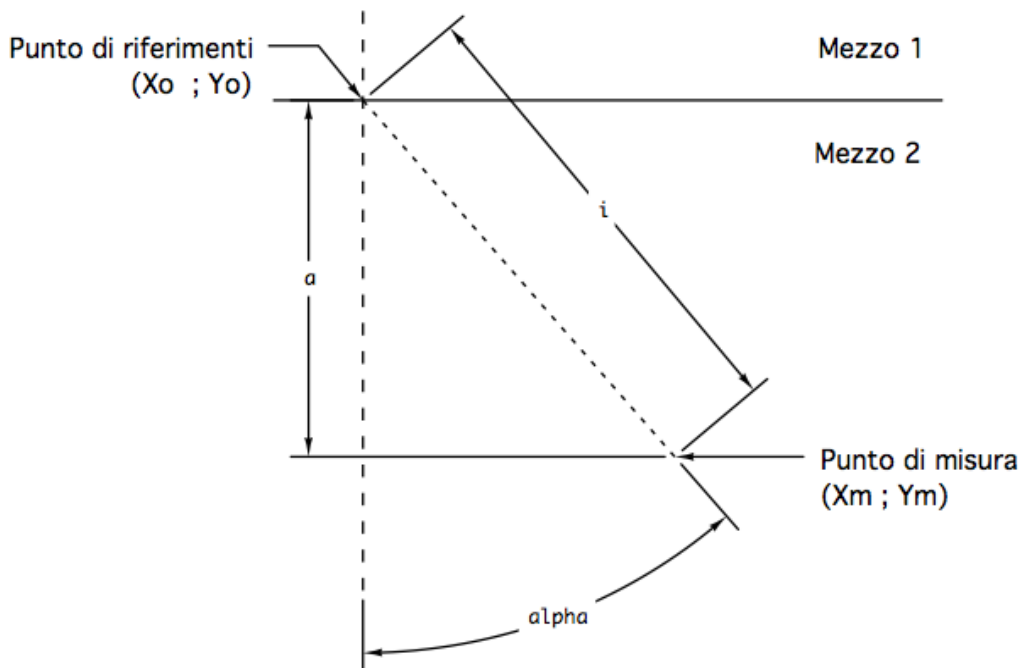 Punto di riferimenti
(Xo ; Yo)
Mezzo 1
Mezzo 2
i
a
Punto di misura
(Xm ; Ym)
alpha